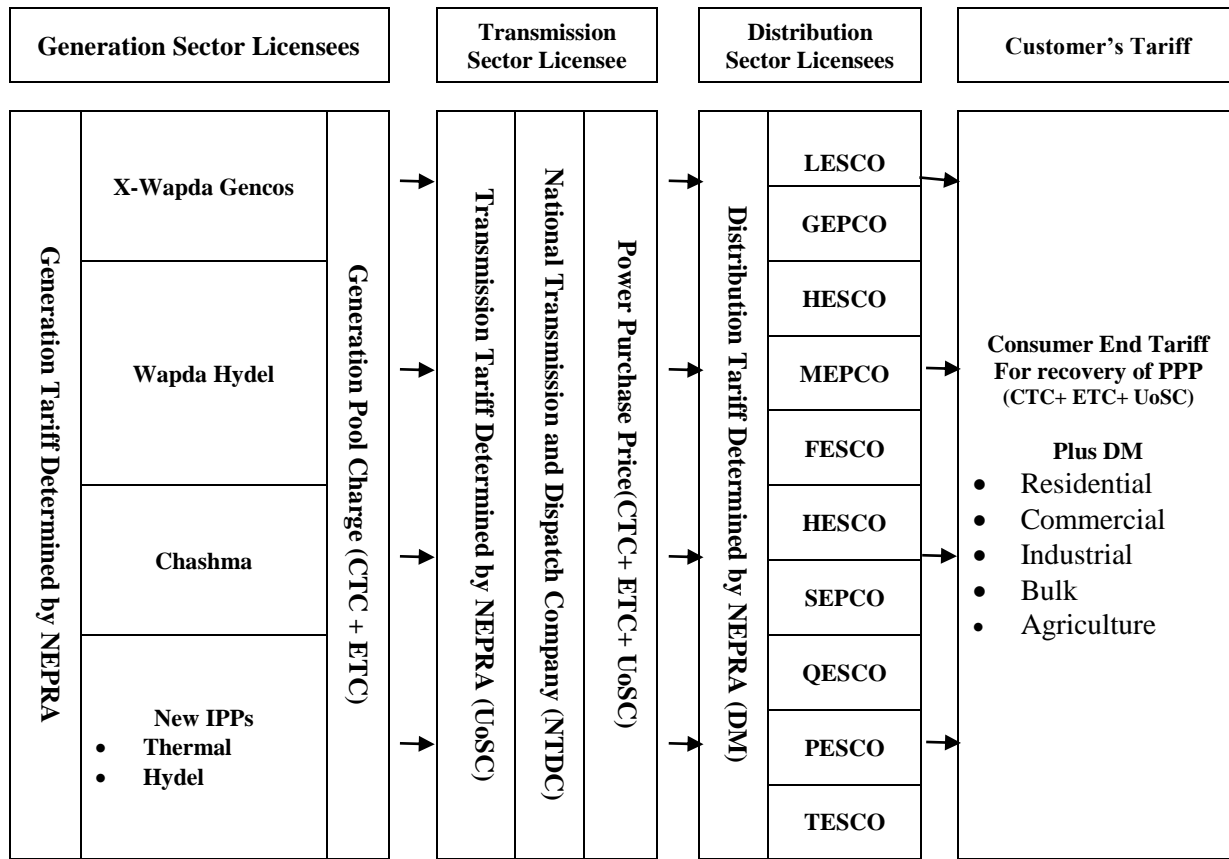 Generation Sector Licensees
Transmission
Sector Licensee
Distribution
Sector Licensees
Customer's Tariff
Generation Tariff Determined by NEPRA
X-Wapda Gencos
Wapda Hydel
Chashma
New IPPs
• Thermal
• Hydel
Generation Pool Charge (CTC + ETC)
Transmission Tariff Determined by NEPRA (UoSC)
National Transmission and Dispatch Company (NTDC)
Power Purchase Price(CTC+ ETC+ UoSC)
Distribution Tariff Determined by NEPRA (DM)
LESCO
GEPCO
HESCO
MEPCO
FESCO
HESCO
SEPCO
QESCO
PESCO
TESCO
Consumer End Tariff
For recovery of PPP
(CTC+ ETC+ UoSC)
Plus DM
• Residential
• Commercial
• Industrial
• Bulk
• Agriculture